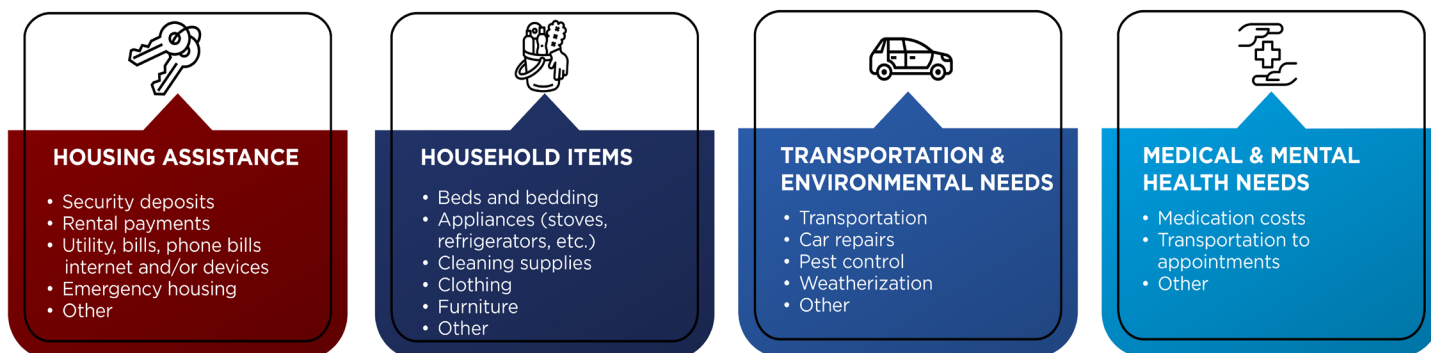 HOUSING ASSISTANCE
• Security deposits
• Rental payments
• Utility, bills, phone bills
internet and/or devices
• Emergency housing
• Other
HOUSEHOLD ITEMS
• Beds and bedding
• Appliances (stoves,
refrigerators, etc.)
• Cleaning supplies
• Clothing
• Furniture
• Other
TRANSPORTATION &
ENVIRONMENTAL NEEDS
• Transportation
• Car repairs
• Pest control
• Weatherization
• Other
MEDICAL & MENTAL
HEALTH NEEDS
• Medication costs
• Transportation to
appointments
• Other